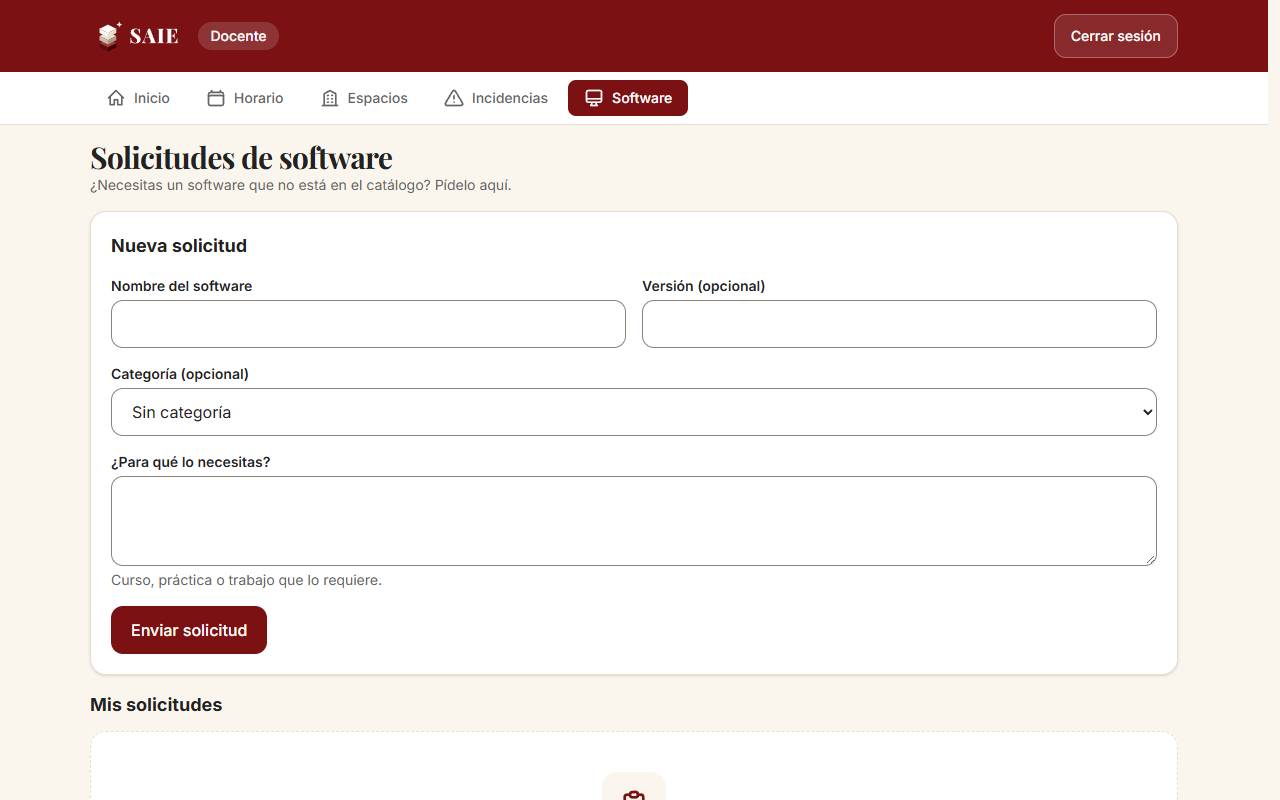 SAIE Docente Cerrar sesión
Inicio Horario Espacios Incidencias Software
Solicitudes de software
¿Necesitas un software que no está en el catálogo? Pídelo aquí.
Nueva solicitud
Nombre del software Versión (opcional)
Categoría (opcional)
Sin categoría
¿Para qué lo necesitas?
Curso, práctica o trabajo que lo requiere.
Enviar solicitud
Mis solicitudes